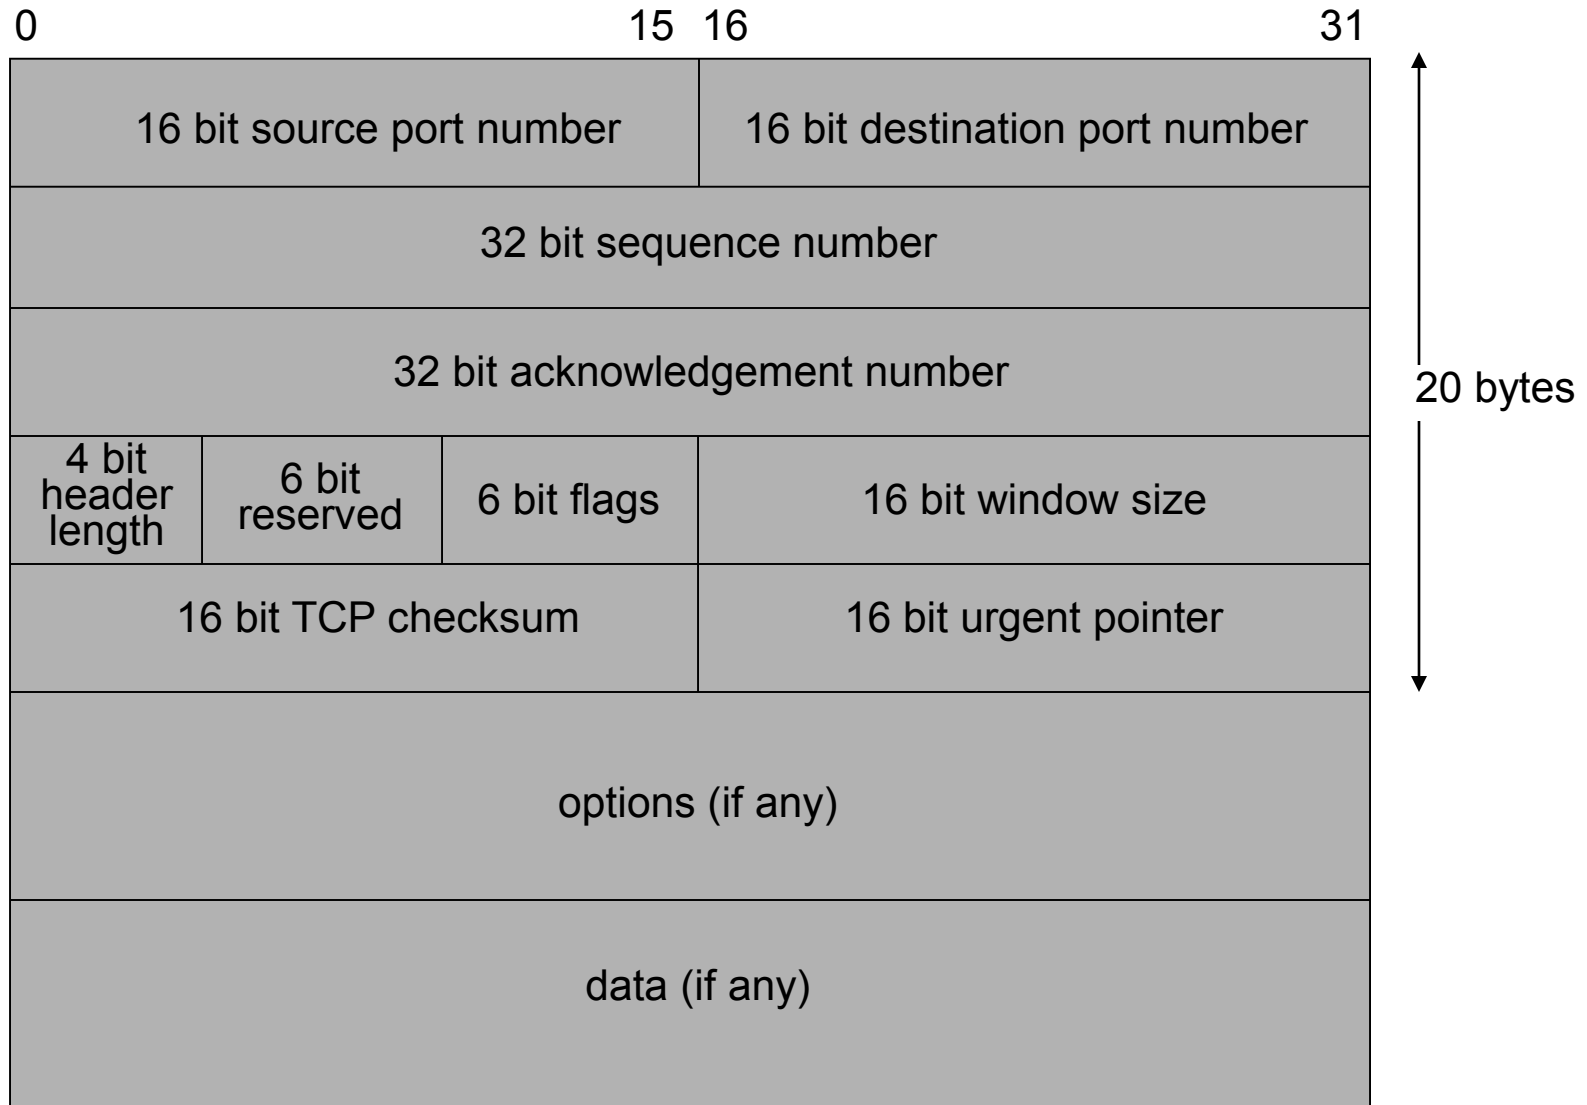 0 15 16 31
16 bit source port number 16 bit destination port number
32 bit sequence number
32 bit acknowledgement number
20 bytes
4 bit
header
length
6 bit
reserved
6 bit flags
16 bit window size
16 bit TCP checksum 16 bit urgent pointer
options (if any)
data (if any)